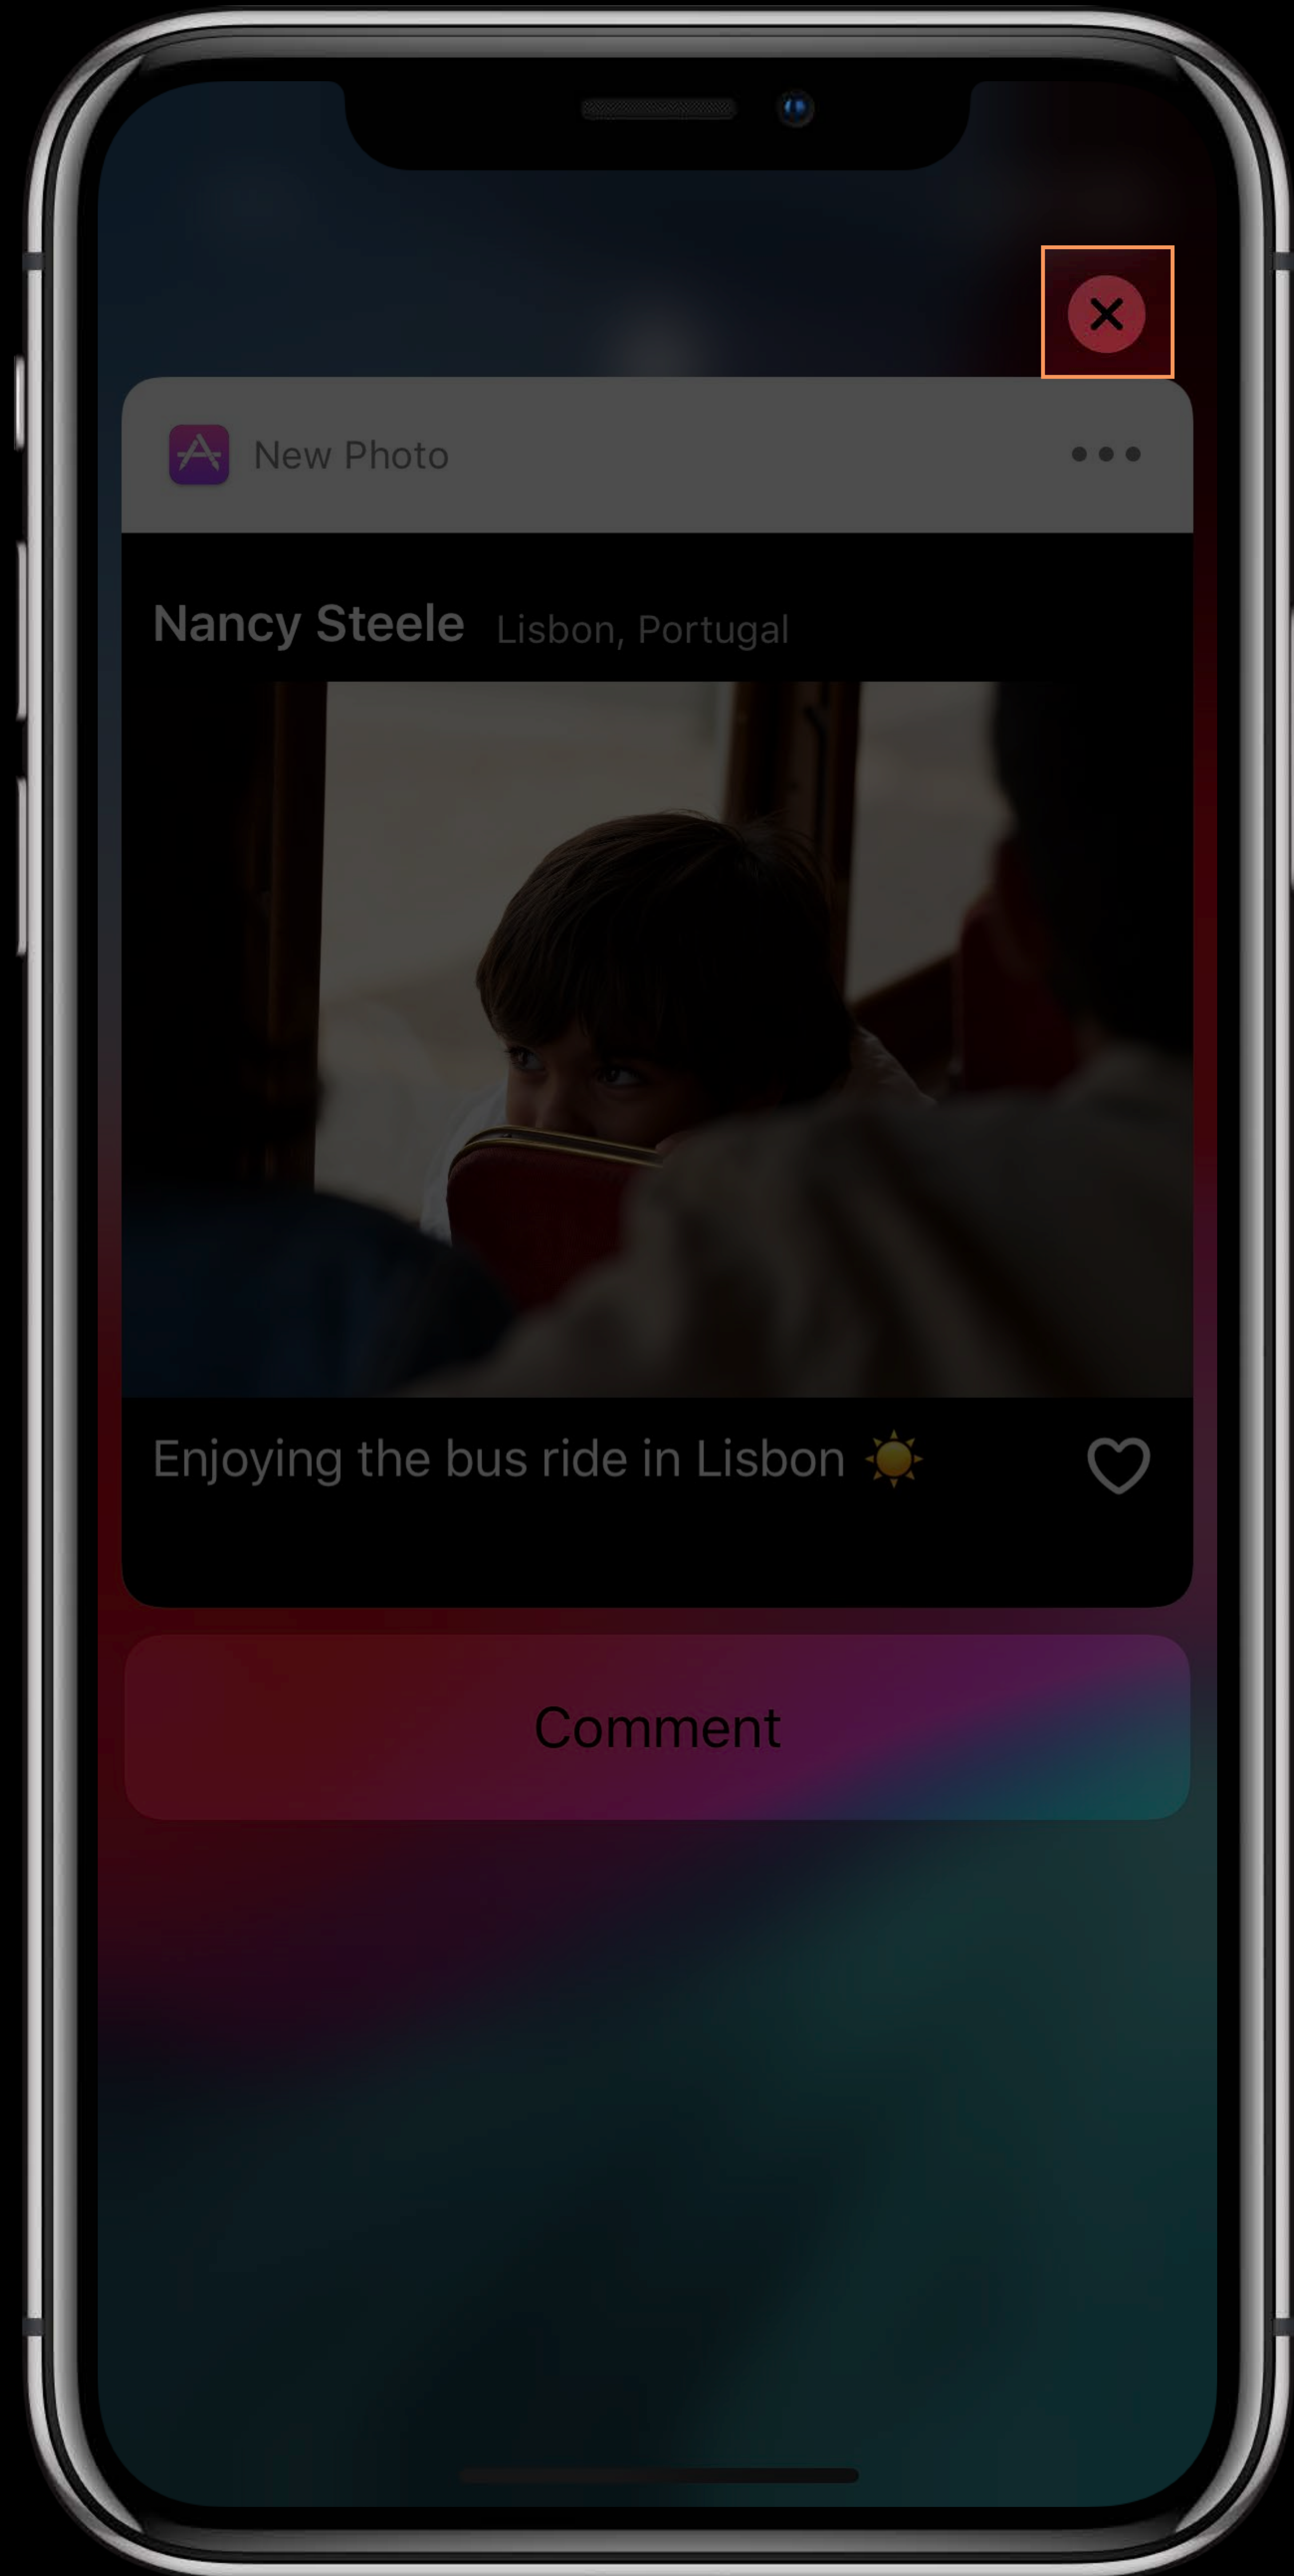 New Photo
Nancy Steele Lisbon, Portugal
Enjoying the bus ride in Lisbon ☀️
Comment